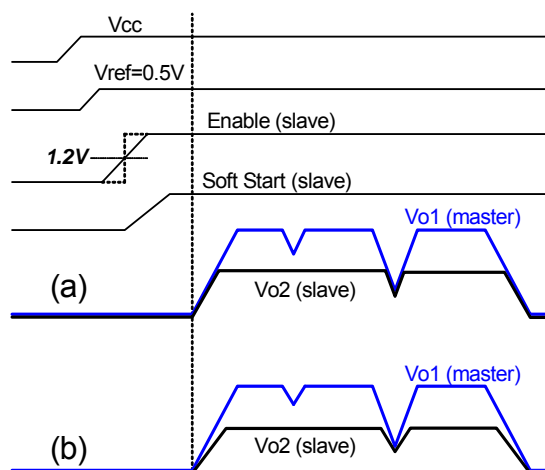 Vcc
Vref=0.5V
Enable (slave)
1.2V
Soft Start (slave)
Vo1 (master)
(a)
Vo2 (slave)
Vo1 (master)
(b)
Vo2 (slave)